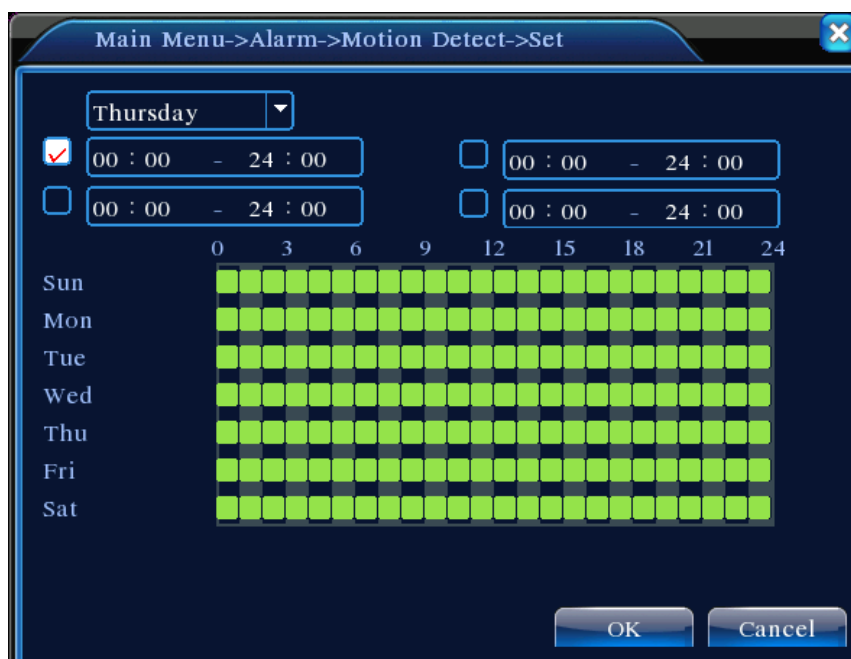 Main Menu->Alarm->Motion Detect->Set
Thursday
00 : 00 - 24 : 00 00 : 00 - 24 : 00
00 : 00 - 24 : 00 00 : 00 - 24 : 00
0 3 6 9 12 15 18 21 24
Sun
Mon
Tue
Wed
Thu
Fri
Sat
OK Cancel